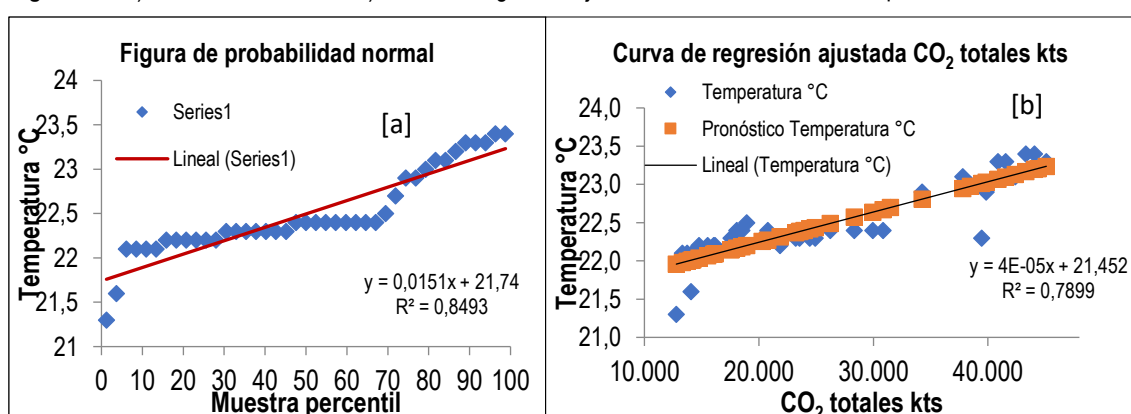 Figura de probabilidad normal
24
23,5
23
22,5
22
21,5
21
Temperatura °C
Series1
Lineal (Series1)
[a]
y = 0,0151x + 21,74
R² = 0,8493
0 10 20 30 40 50 60 70 80 90 100
Muestra percentil
Curva de regresión ajustada CO₂ totales kts
24,0
23,5
23,0
22,5
22,0
21,5
21,0
Temperatura °C
Temperatura °C
Pronóstico Temperatura °C
Lineal (Temperatura °C)
[b]
y = 4E-05x + 21,452
R² = 0,7899
10.000 20.000 30.000 40.000
CO₂ totales kts